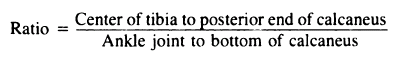 Ratio = Center of tibia to posterior end of calcaneus
Ankle joint to bottom of calcaneus